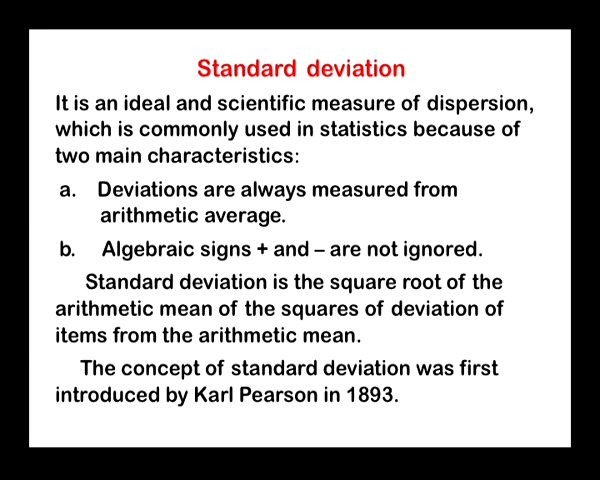 Standard deviation
It is an ideal and scientific measure of dispersion,
which is commonly used in statistics because of
two main characteristics:
a. Deviations are always measured from
arithmetic average.
b. Algebraic signs + and – are not ignored.
Standard deviation is the square root of the
arithmetic mean of the squares of deviation of
items from the arithmetic mean.
The concept of standard deviation was first
introduced by Karl Pearson in 1893.